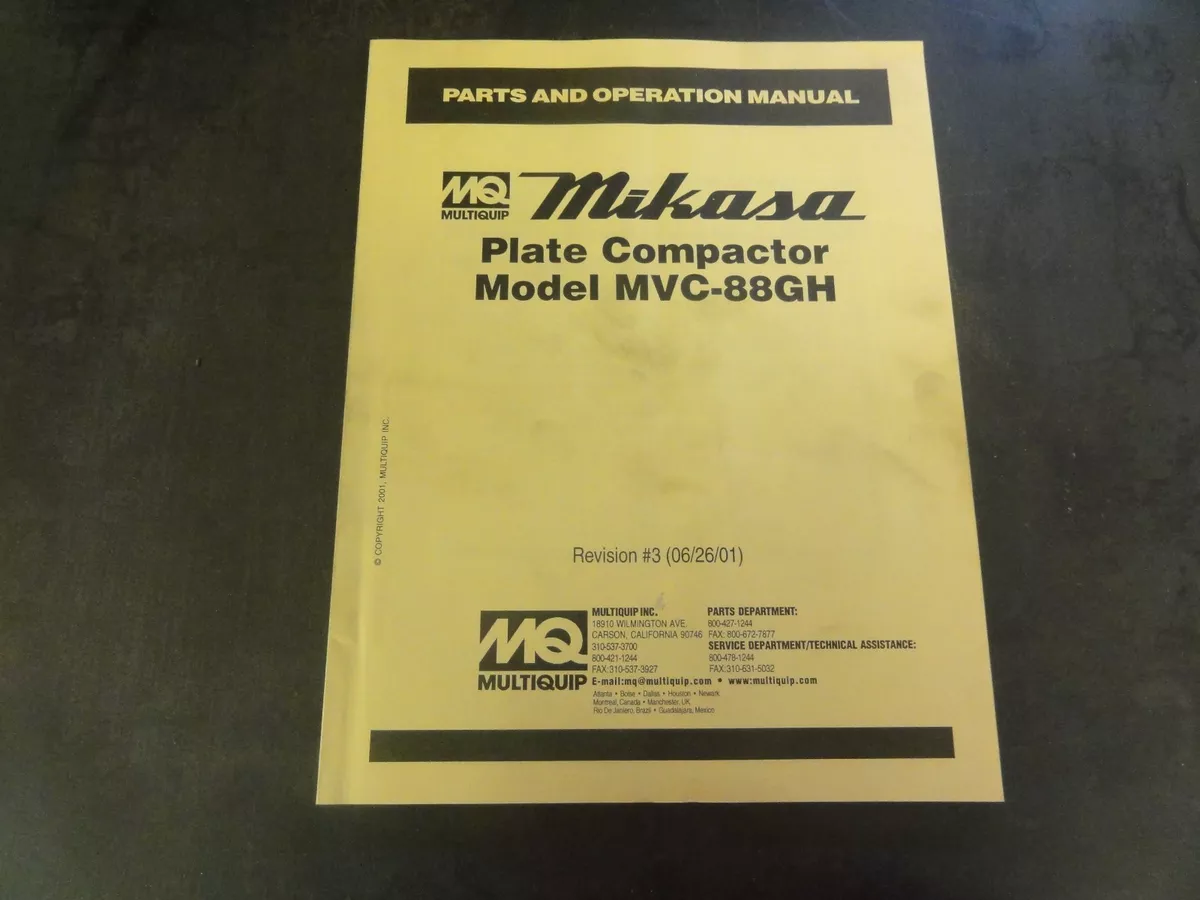 PARTS AND OPERATION MANUAL
MQ
MULTIQUIP
Mikasa
Plate Compactor
Model MVC-88GH
© COPYRIGHT 2001, MULTIQUIP INC.
Revision #3 (06/26/01)
MQ
MULTIQUIP
MULTIQUIP INC.
18910 WILMINGTON AVE.
CARSON, CALIFORNIA 90746
310-537-3700
800-421-1244
FAX:310-537-3927
PARTS DEPARTMENT:
800-427-1244
FAX: 800-672-7877
SERVICE DEPARTMENT/TECHNICAL ASSISTANCE:
800-478-1244
FAX:310-631-5032
E-mail:mq@multiquip.com • www:multiquip.com
Atlanta • Boise • Dallas • Houston • Newark
Montreal, Canada • Manchester, UK
Rio De Janiero, Brazil • Guadalajara, Mexico